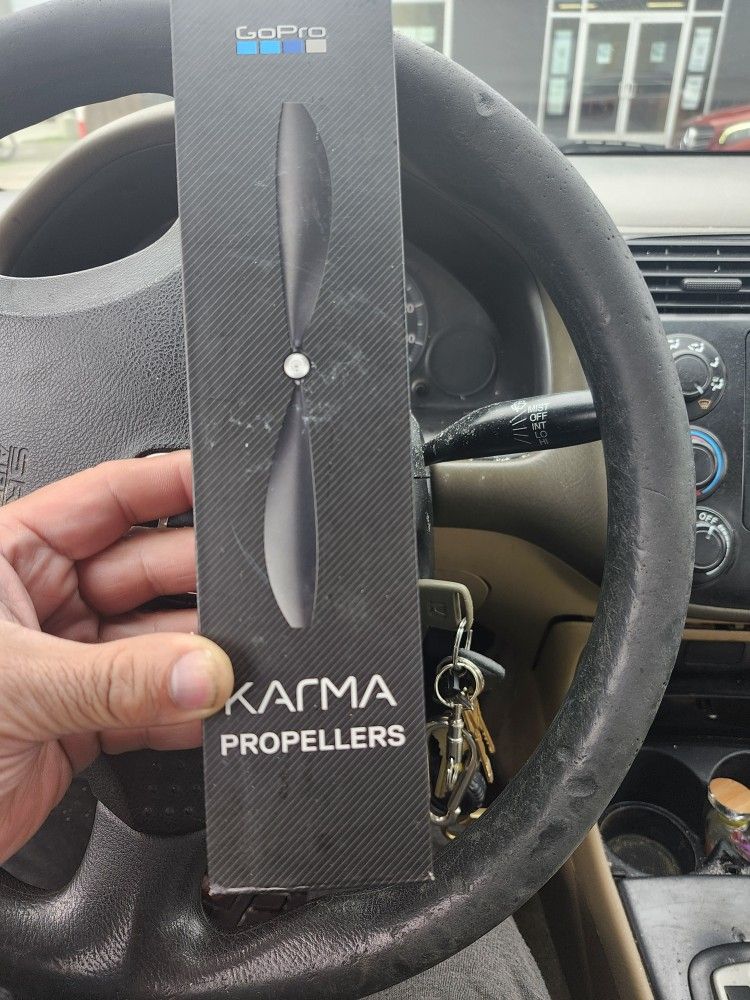 GoPro
KARMA
PROPELLERS
MIST
OFF
INT
LO
HI
OFF